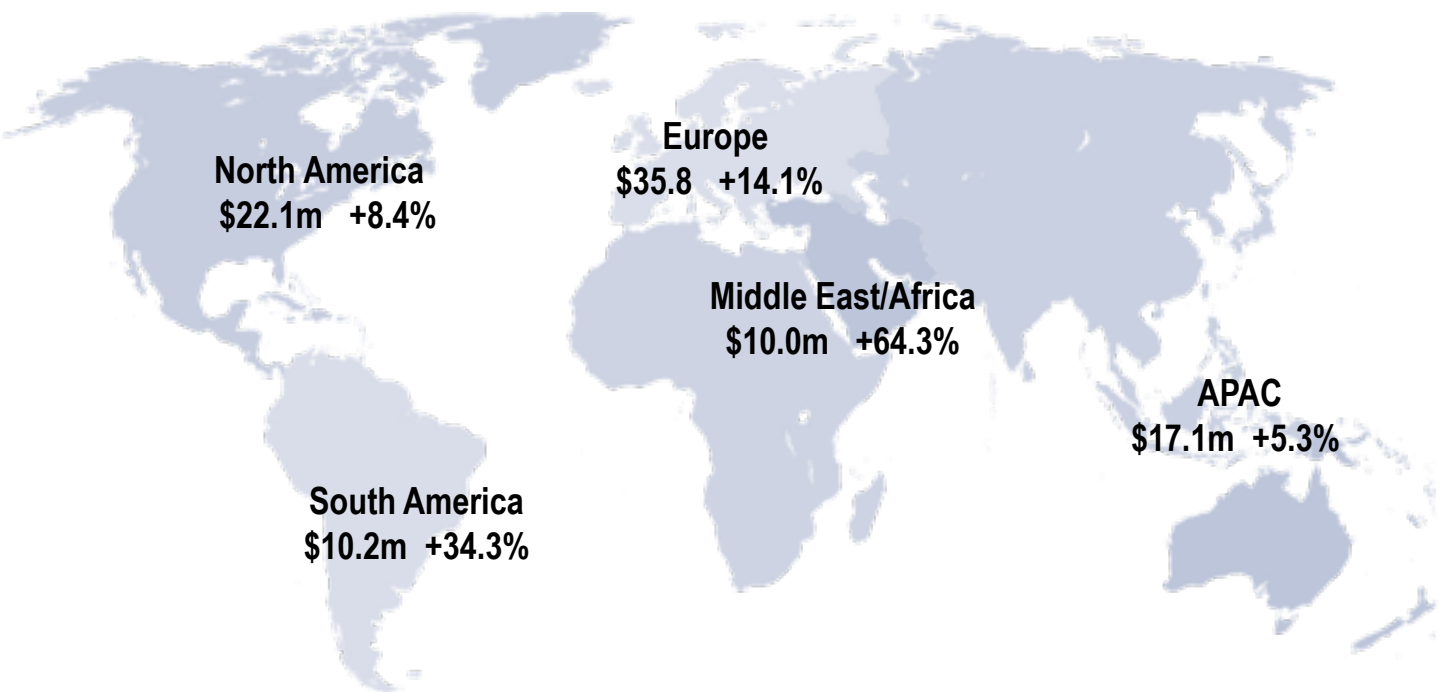 Europe
$35.8 +14.1%
North America
$22.1m +8.4%
Middle East/Africa
$10.0m +64.3%
APAC
$17.1m +5.3%
South America
$10.2m +34.3%